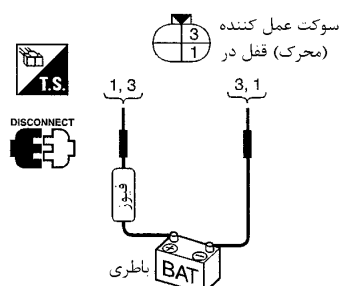 سوکت عمل کننده
(محرک) قفل در
3
1
T.S.
DISCONNECT
1, 3
3, 1
فیوز
+
−
BAT
باطری